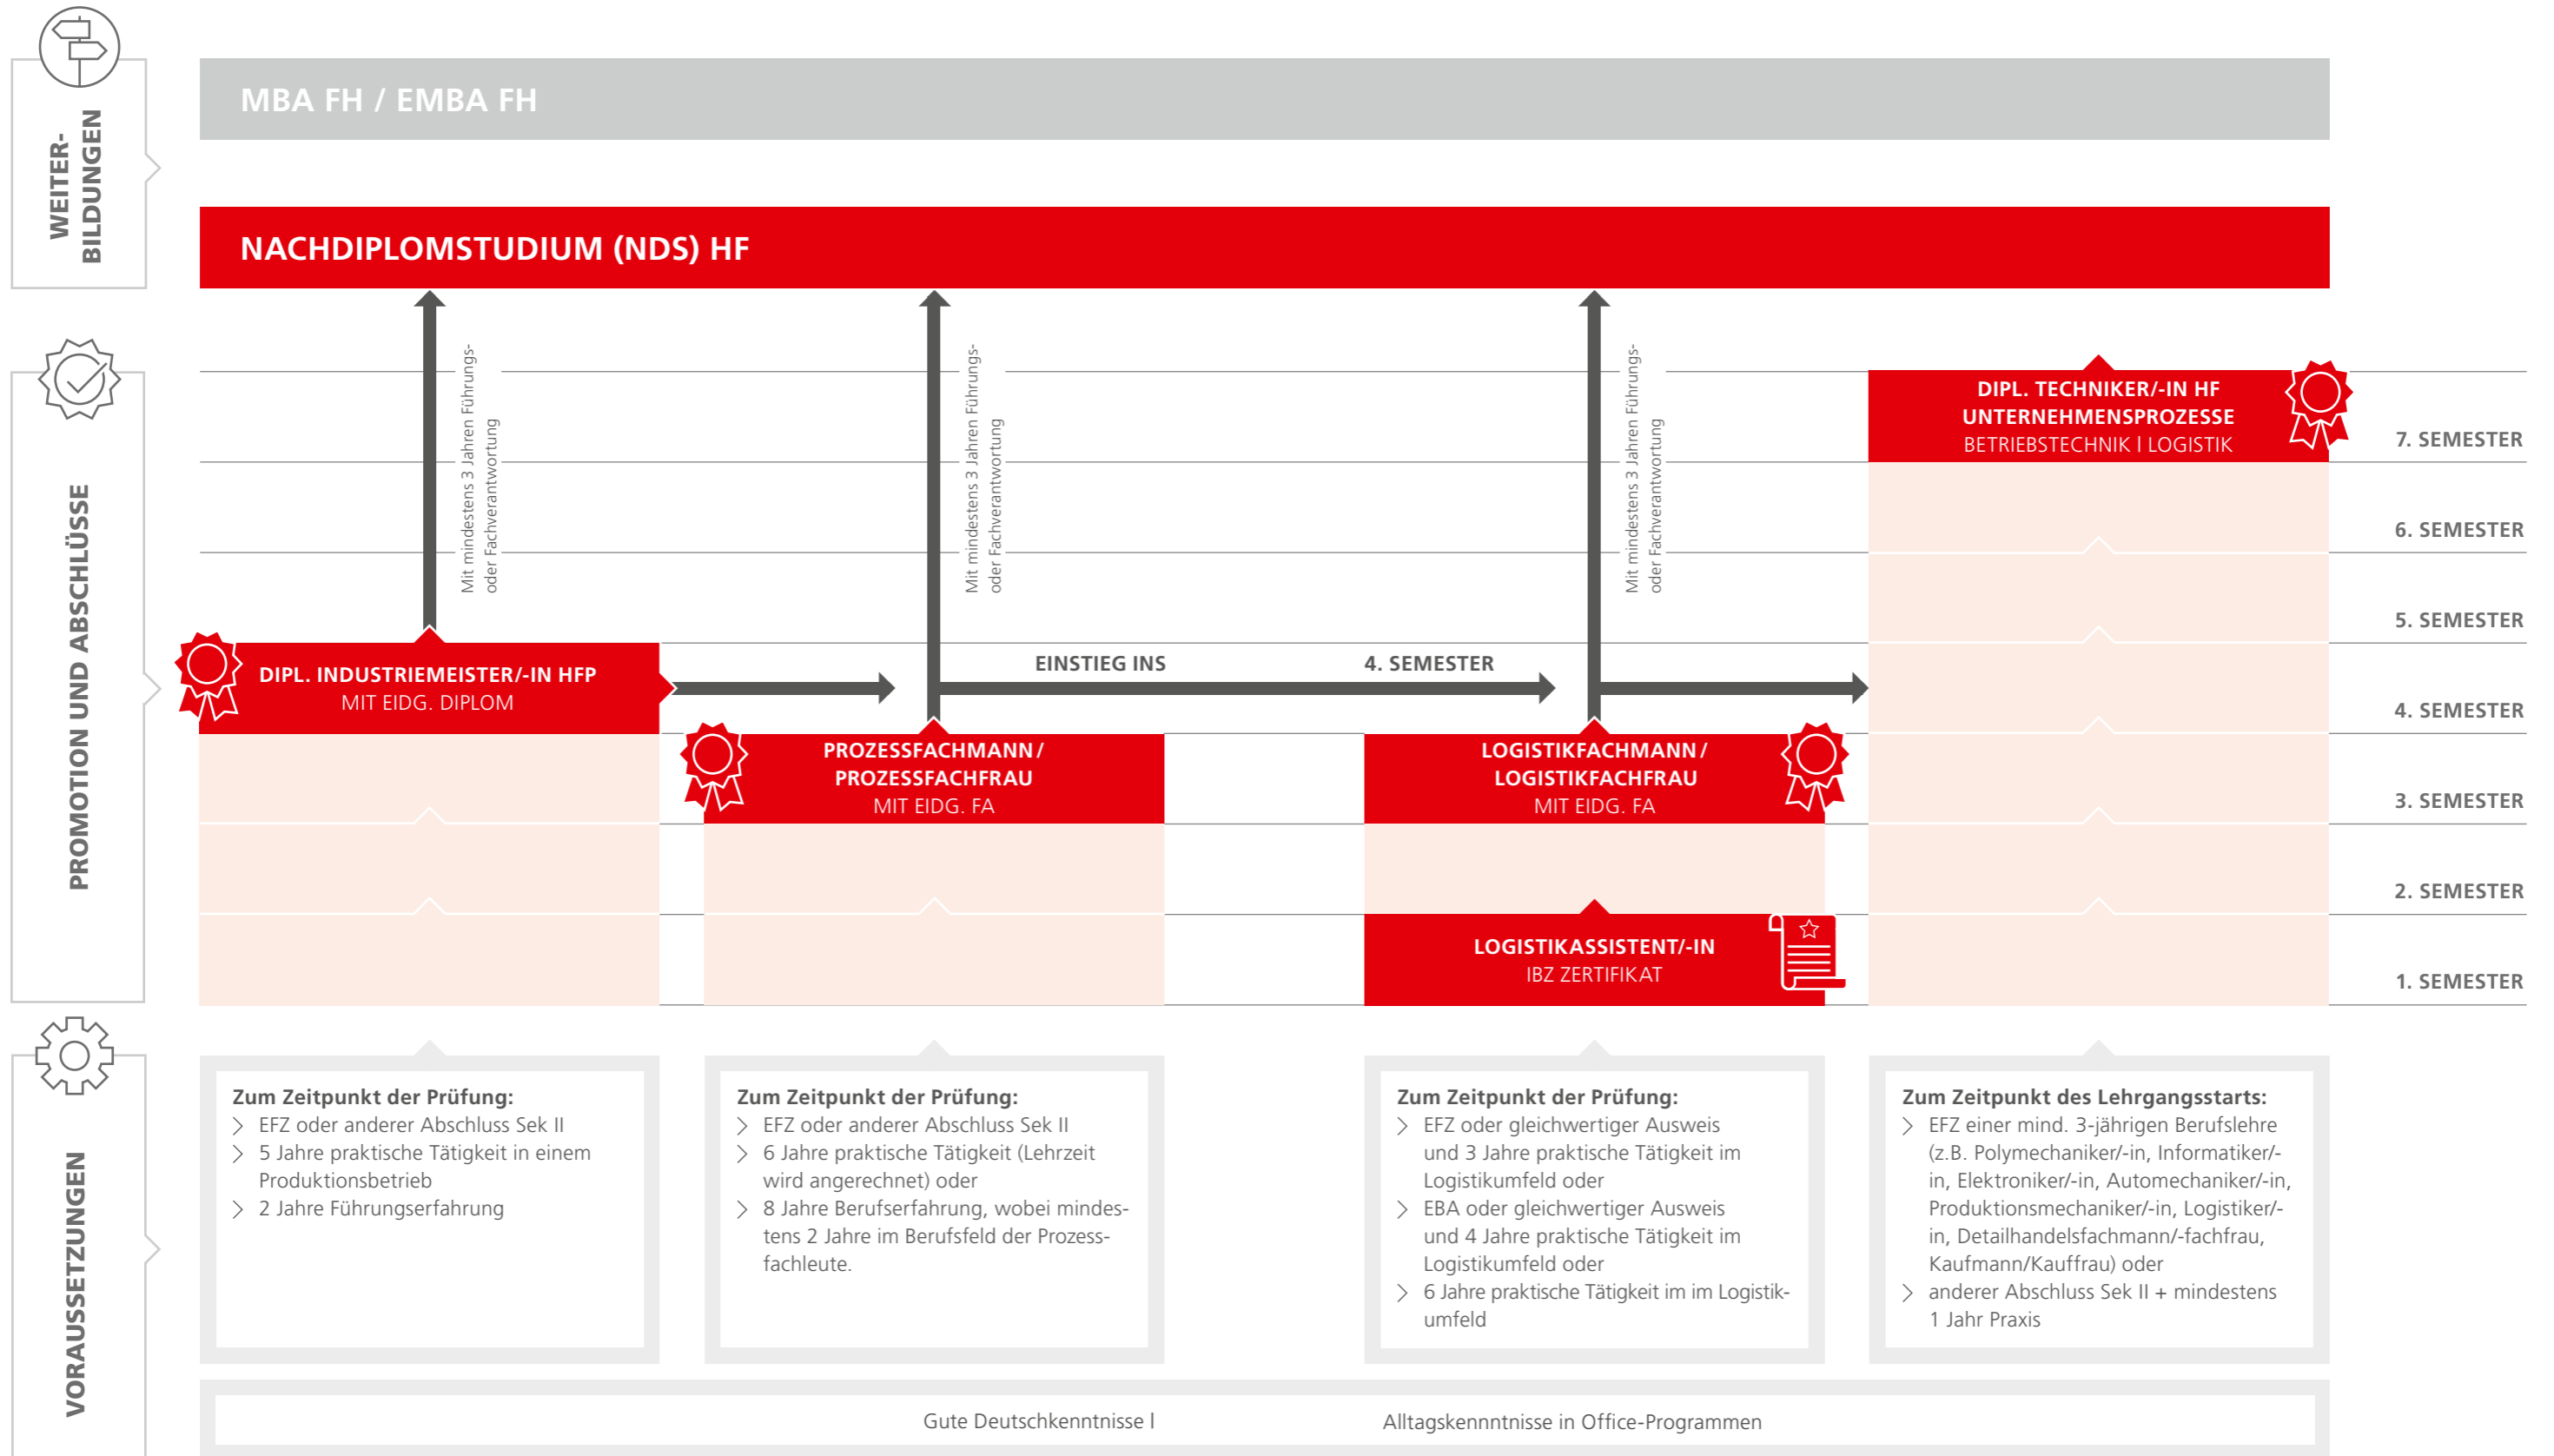 WEITER-
BILDUNGEN
MBA FH / EMBA FH
NACHDIPLOMSTUDIUM (NDS) HF
PROMOTION UND ABSCHLÜSSE
Mit mindestens 3 Jahren Führungs-
oder Fachverantwortung
Mit mindestens 3 Jahren Führungs-
oder Fachverantwortung
Mit mindestens 3 Jahren Führungs-
oder Fachverantwortung
DIPL. TECHNIKER/-IN HF
UNTERNEHMENSPROZESSE
BETRIEBSTECHNIK I LOGISTIK
7. SEMESTER
6. SEMESTER
5. SEMESTER
DIPL. INDUSTRIEMEISTER/-IN HFP
MIT EIDG. DIPLOM
EINSTIEG INS
4. SEMESTER
4. SEMESTER
PROZESSFACHMANN /
PROZESSFACHFRAU
MIT EIDG. FA
LOGISTIKFACHMANN /
LOGISTIKFACHFRAU
MIT EIDG. FA
3. SEMESTER
2. SEMESTER
LOGISTIKASSISTENT/-IN
IBZ ZERTIFIKAT
1. SEMESTER
VORAUSSETZUNGEN
Zum Zeitpunkt der Prüfung:
> EFZ oder anderer Abschluss Sek II
> 5 Jahre praktische Tätigkeit in einem
Produktionsbetrieb
> 2 Jahre Führungserfahrung
Zum Zeitpunkt der Prüfung:
> EFZ oder anderer Abschluss Sek II
> 6 Jahre praktische Tätigkeit (Lehrzeit
wird angerechnet) oder
> 8 Jahre Berufserfahrung, wobei mindes-
tens 2 Jahre im Berufsfeld der Prozess-
fachleute.
Zum Zeitpunkt der Prüfung:
> EFZ oder gleichwertiger Ausweis
und 3 Jahre praktische Tätigkeit im
Logistikumfeld oder
> EBA oder gleichwertiger Ausweis
und 4 Jahre praktische Tätigkeit im
Logistikumfeld oder
> 6 Jahre praktische Tätigkeit im im Logistik-
umfeld
Zum Zeitpunkt des Lehrgangsstarts:
> EFZ einer mind. 3-jährigen Berufslehre
(z.B. Polymechaniker/-in, Informatiker/-
in, Elektroniker/-in, Automechaniker/-in,
Produktionsmechaniker/-in, Logistiker/-
in, Detailhandelsfachmann/-fachfrau,
Kaufmann/Kauffrau) oder
> anderer Abschluss Sek II + mindestens
1 Jahr Praxis
Gute Deutschkenntnisse I
Alltagskennntnisse in Office-Programmen